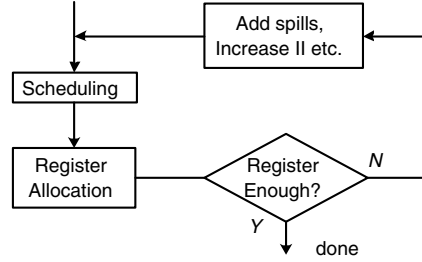 Add spills,
Increase II etc.
Scheduling
Register
Allocation
Register
Enough?
N
Y
done